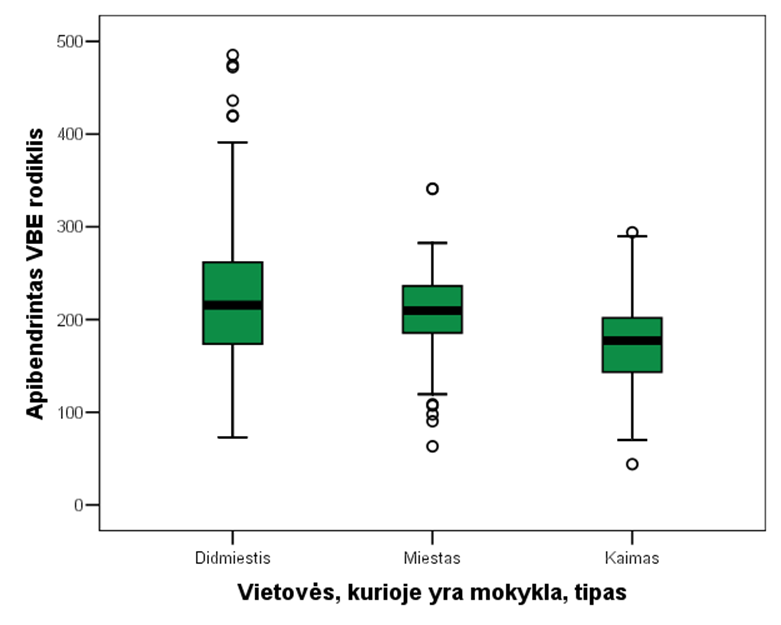 Apibendrintas VBE rodiklis
500
400
300
200
100
0
Didmiestis Miestas Kaimas
Vietovės, kurioje yra mokykla, tipas